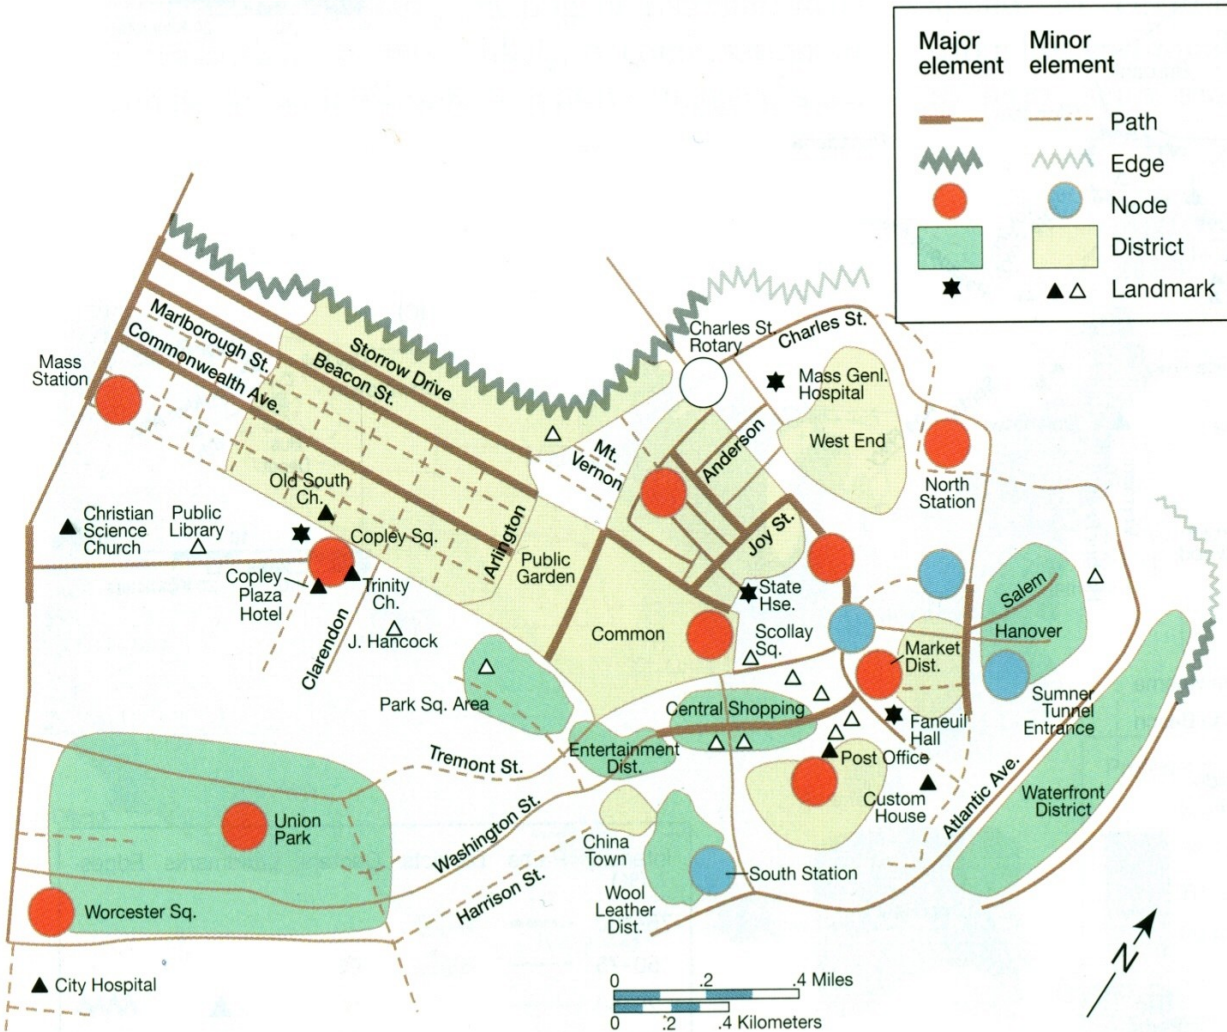 Major
element
Minor
element
Path
Edge
Node
District
Landmark
Charles St.
Rotary
Charles St.
Mass Genl.
Hospital
West End
North
Station
Storrow Drive
Beacon St.
Marlborough St.
Commonwealth Ave.
Mass
Station
Mt.
Vernon
Anderson
Joy St.
Old South
Ch.
Arlington
Public
Garden
Christian
Science
Church
Public
Library
Copley Sq.
Copley
Plaza
Hotel
Trinity
Ch.
Clarendon
J. Hancock
State
Hse.
Common
Scollay
Sq.
Market
Dist.
Salem
Hanover
Sumner
Tunnel
Entrance
Park Sq. Area
Central Shopping
Faneuil
Hall
Entertainment
Dist.
Post Office
Custom
House
Tremont St.
Washington St.
Harrison St.
Atlantic Ave.
Waterfront
District
Union
Park
China
Town
Wool
Leather
Dist.
South Station
Worcester Sq.
City Hospital
0 .2 .4 Miles
0 .2 .4 Kilometers
N